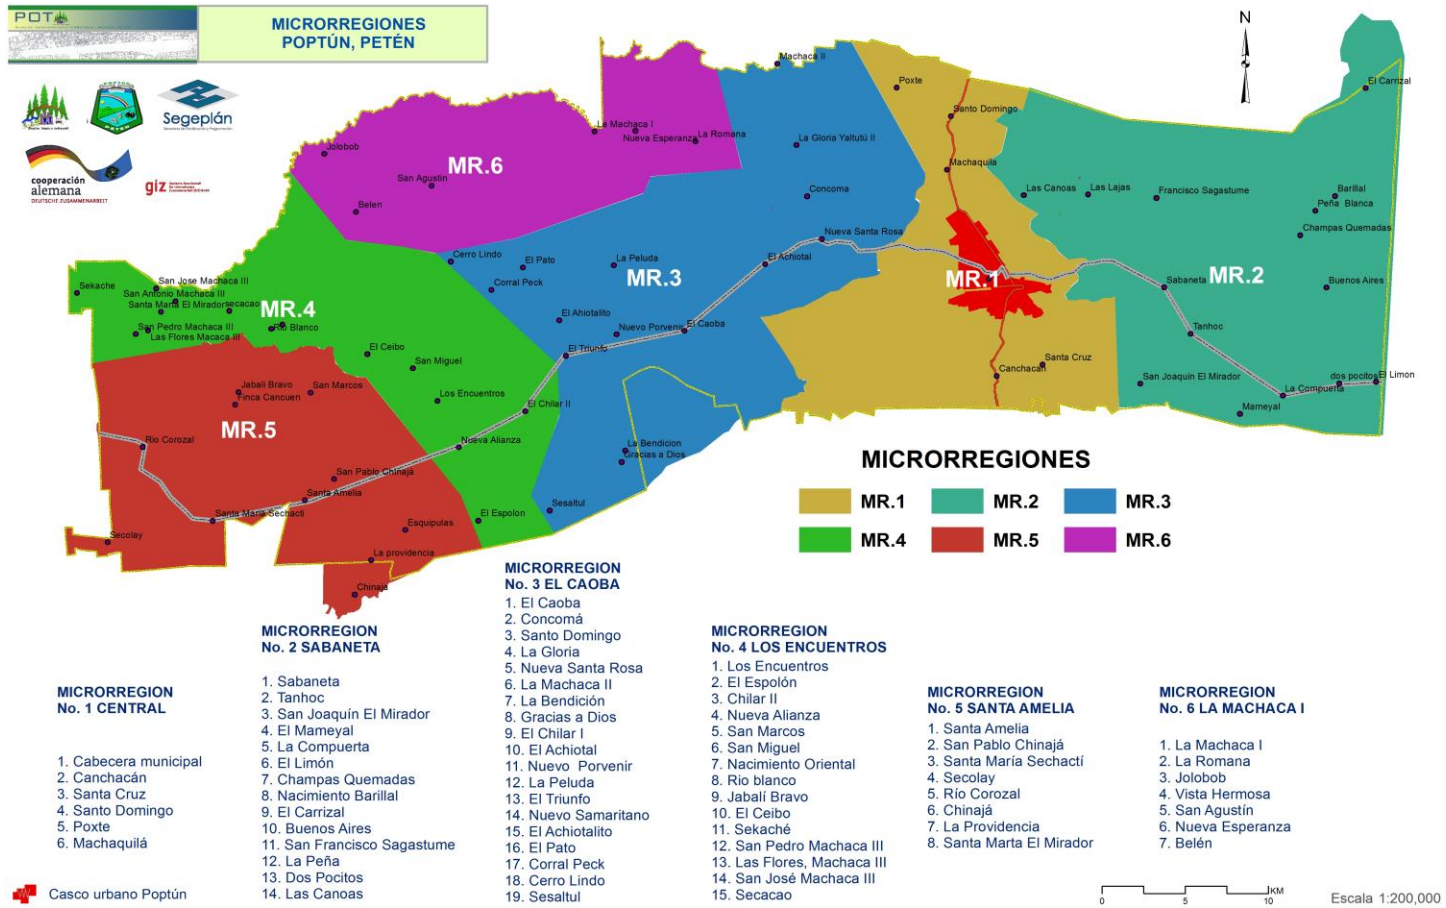 POT
MICRORREGIONES
POPTÚN, PETÉN
Segeplán
cooperación
alemana
DEUTSCHE ZUSAMMENARBEIT
giz
N
Machaca II
Poxte
El Carrizal
Santo Domingo
La Machaca I
Nueva Esperanza
La Romana
La Gloria Yaltutú II
Jolobob
MR.6
San Agustin
Machaquila
Concoma
Las Canoas
Las Lajas
Francisco Sagastume
Barillal
Peña Blanca
Belen
Champas Quemadas
Nueva Santa Rosa
Cerro Lindo
El Pato
La Peluda
El Achiotal
MR.3
MR.1
MR.2
Corral Peck
Sabaneta
Buenos Aires
Sekache
San Jose Machaca III
San Antonio Machaca III
Santa Marta El Mirador
secacao
MR.4
San Pedro Machaca III
Rio Blanco
Las Flores Macaca III
El Ahiotalito
Nuevo Porvenir
El Caoba
Tanhoc
El Ceibo
San Miguel
El Triunfo
Canchacan
Santa Cruz
San Joaquin El Mirador
dos pocitos
El Limon
La Compuerta
Mameyal
Jabali Bravo
Finca Cancuen
San Marcos
Los Encuentros
El Chilar II
MR.5
Rio Corozal
Nueva Alianza
La Bendicion
Gracias a Dios
San Pablo Chinajá
Santa Amelia
Santa Maria Sechacti
Sesaltul
El Espolon
Esquipulas
Secolay
La providencia
Chinaja
MICRORREGIONES
MR.1
MR.2
MR.3
MR.4
MR.5
MR.6
MICRORREGION
No. 1 CENTRAL
1. Cabecera municipal
2. Canchacán
3. Santa Cruz
4. Santo Domingo
5. Poxte
6. Machaquilá
Casco urbano Poptún
MICRORREGION
No. 2 SABANETA
1. Sabaneta
2. Tanhoc
3. San Joaquín El Mirador
4. El Mameyal
5. La Compuerta
6. El Limón
7. Champas Quemadas
8. Nacimiento Barillal
9. El Carrizal
10. Buenos Aires
11. San Francisco Sagastume
12. La Peña
13. Dos Pocitos
14. Las Canoas
MICRORREGION
No. 3 EL CAOBA
1. El Caoba
2. Concomá
3. Santo Domingo
4. La Gloria
5. Nueva Santa Rosa
6. La Machaca II
7. La Bendición
8. Gracias a Dios
9. El Chilar I
10. El Achiotal
11. Nuevo Porvenir
12. La Peluda
13. El Triunfo
14. Nuevo Samaritano
15. El Achiotalito
16. El Pato
17. Corral Peck
18. Cerro Lindo
19. Sesaltul
MICRORREGION
No. 4 LOS ENCUENTROS
1. Los Encuentros
2. El Espolón
3. Chilar II
4. Nueva Alianza
5. San Marcos
6. San Miguel
7. Nacimiento Oriental
8. Rio blanco
9. Jabalí Bravo
10. El Ceibo
11. Sekaché
12. San Pedro Machaca III
13. Las Flores, Machaca III
14. San José Machaca III
15. Secacao
MICRORREGION
No. 5 SANTA AMELIA
1. Santa Amelia
2. San Pablo Chinajá
3. Santa María Sechactí
4. Secolay
5. Río Corozal
6. Chinajá
7. La Providencia
8. Santa Marta El Mirador
MICRORREGION
No. 6 LA MACHACA I
1. La Machaca I
2. La Romana
3. Jolobob
4. Vista Hermosa
5. San Agustín
6. Nueva Esperanza
7. Belén
KM
0 5 10
Escala 1:200,000